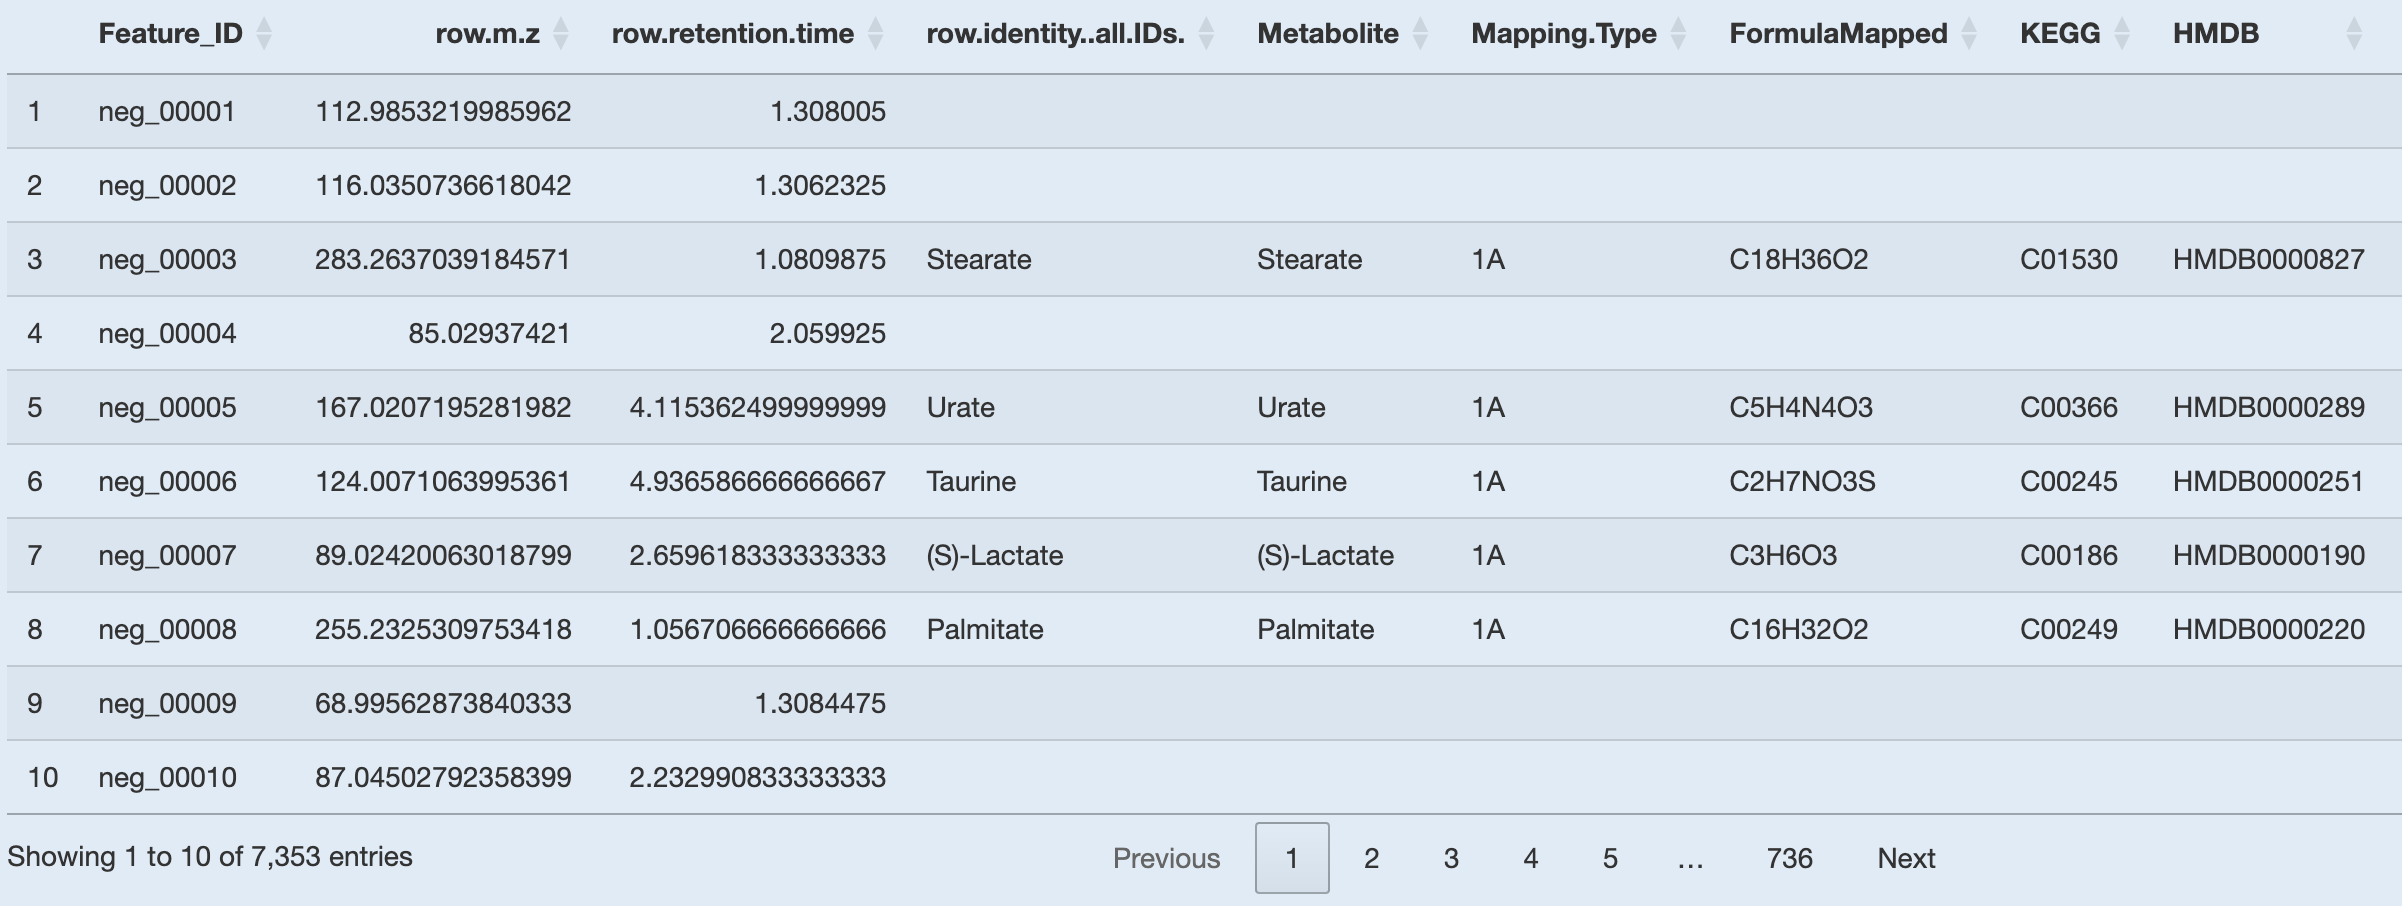 Feature_ID row.m.z row.retention.time row.identity..all.IDs. Metabolite Mapping.Type FormulaMapped KEGG HMDB
1 neg_00001 112.9853219985962 1.308005
2 neg_00002 116.0350736618042 1.3062325
3 neg_00003 283.2637039184571 1.0809875 Stearate Stearate 1A C18H36O2 C01530 HMDB0000827
4 neg_00004 85.02937421 2.059925
5 neg_00005 167.0207195281982 4.115362499999999 Urate Urate 1A C5H4N4O3 C00366 HMDB0000289
6 neg_00006 124.0071063995361 4.936586666666667 Taurine Taurine 1A C2H7NO3S C00245 HMDB0000251
7 neg_00007 89.02420063018799 2.659618333333333 (S)-Lactate (S)-Lactate 1A C3H6O3 C00186 HMDB0000190
8 neg_00008 255.2325309753418 1.056706666666666 Palmitate Palmitate 1A C16H32O2 C00249 HMDB0000220
9 neg_00009 68.99562873840333 1.3084475
10 neg_00010 87.04502792358399 2.232990833333333
Showing 1 to 10 of 7,353 entries Previous 1 2 3 4 5 … 736 Next